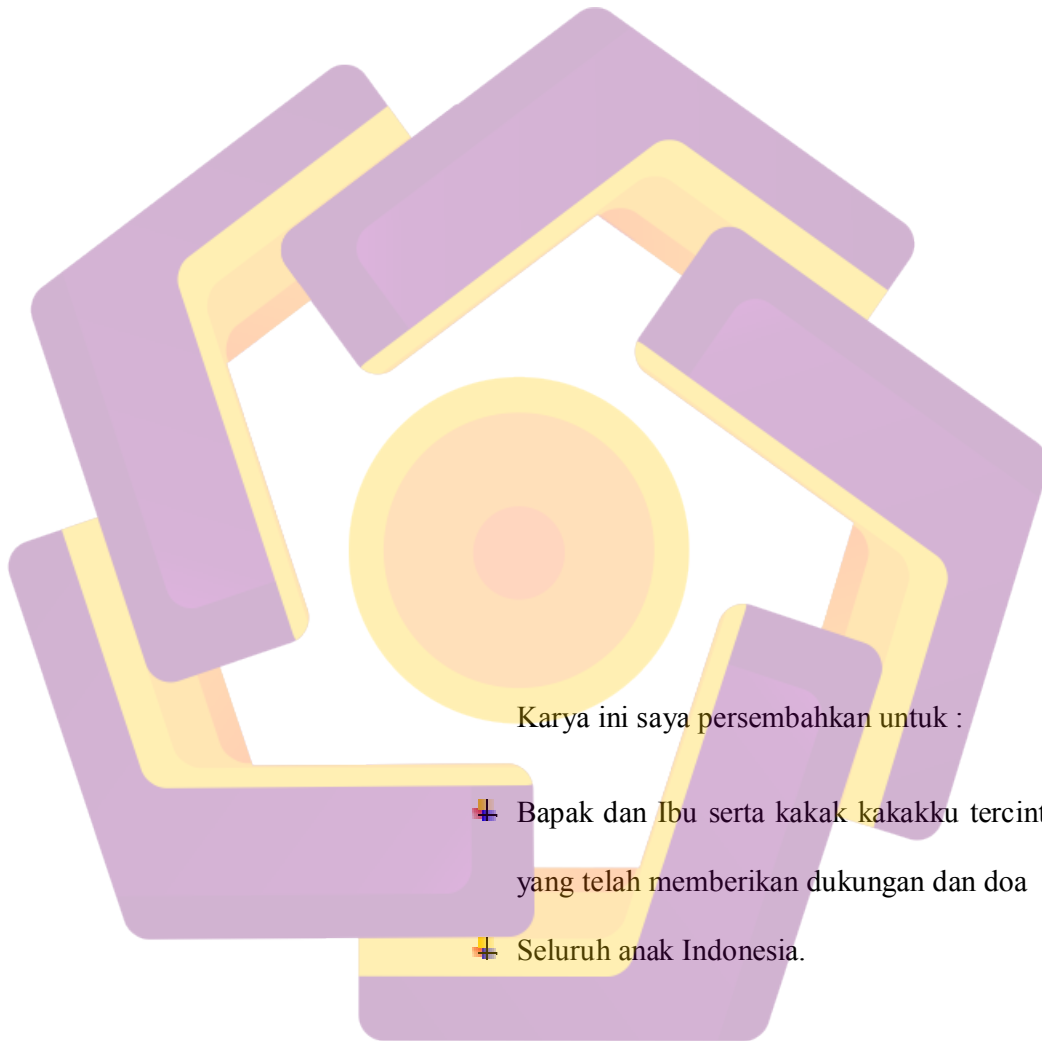 Karya ini saya persembahkan untuk :
Bapak dan Ibu serta kakak kakakku tercint
yang telah memberikan dukungan dan doa
Seluruh anak Indonesia.